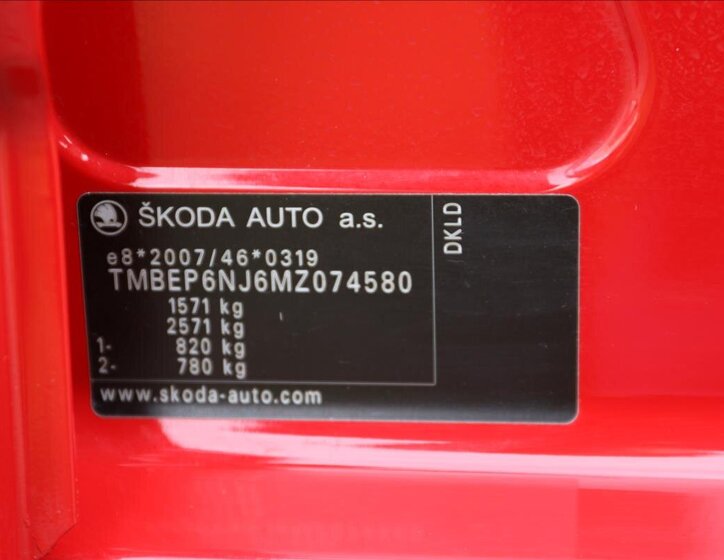 ŠKODA AUTO a.s.
DKLD
e8*2007/46*0319
TMBEP6NJ6MZ074580
1571 kg
2571 kg
1- 820 kg
2- 780 kg
www.skoda-auto.com